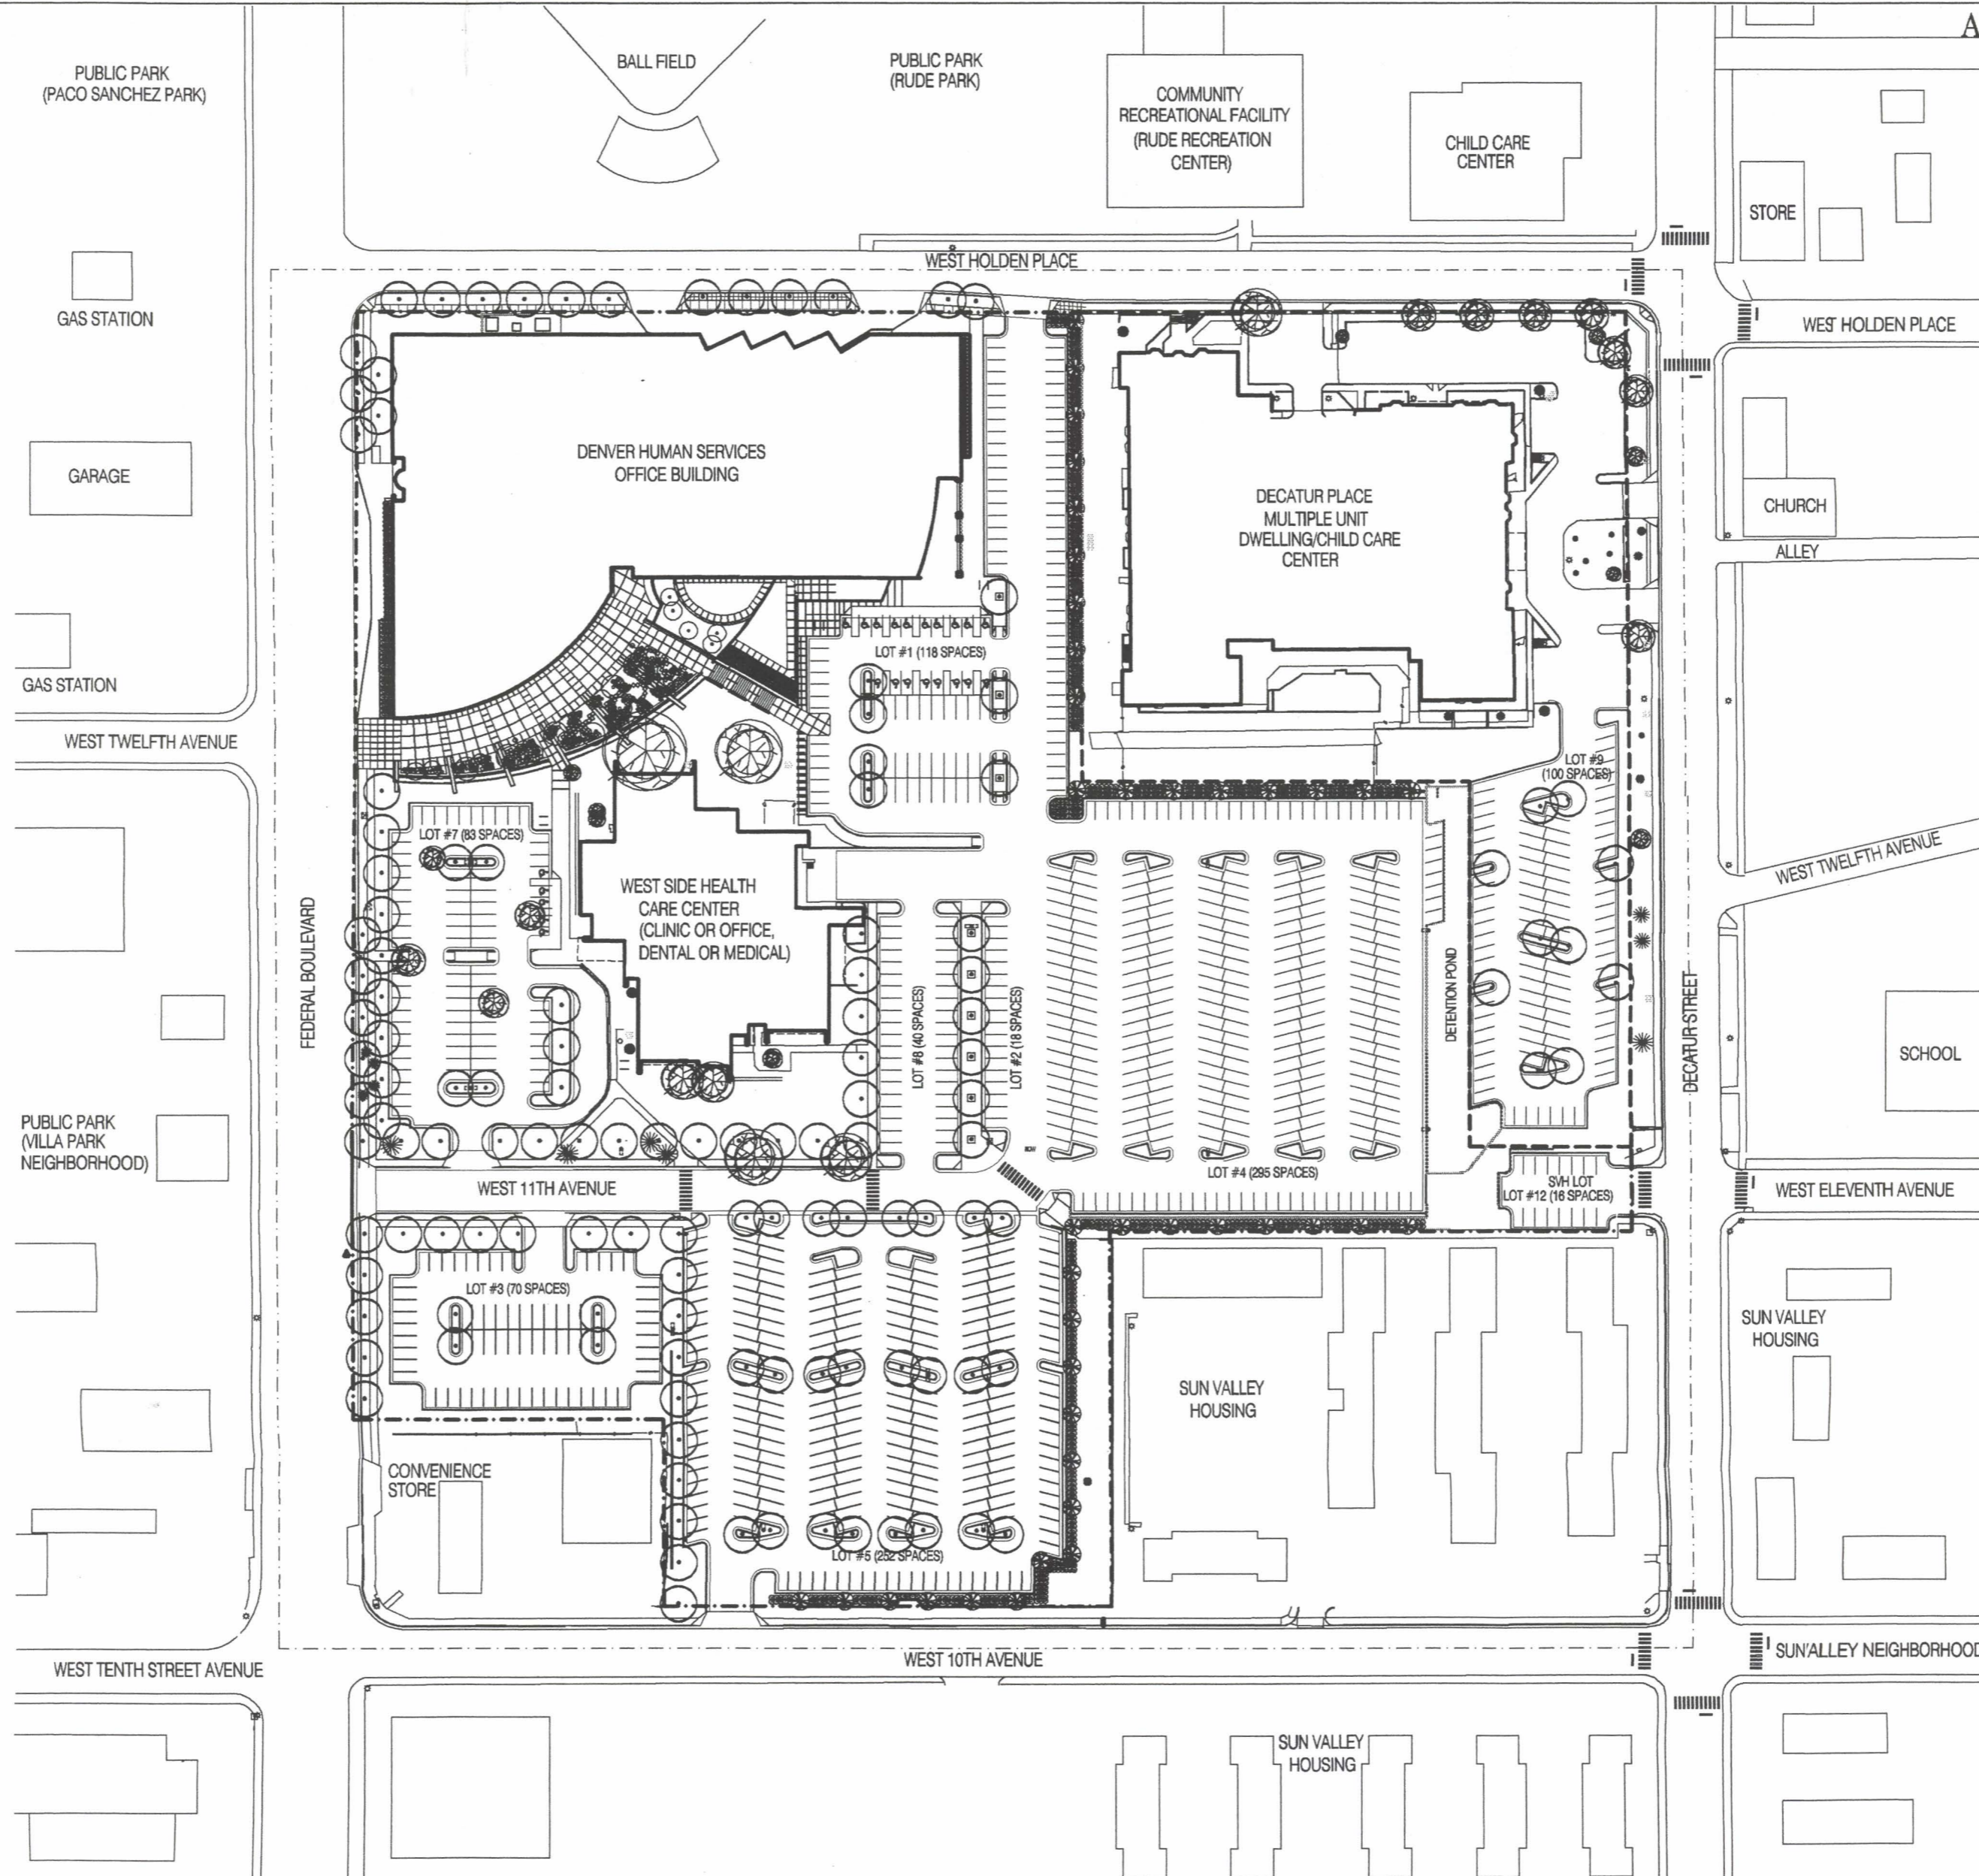 A
PUBLIC PARK
(PACO SANCHEZ PARK)
BALL FIELD
PUBLIC PARK
(RUDE PARK)
COMMUNITY
RECREATIONAL FACILITY
(RUDE RECREATION
CENTER)
CHILD CARE
CENTER
STORE
WEST HOLDEN PLACE
GAS STATION
WEST HOLDEN PLACE
GARAGE
DENVER HUMAN SERVICES
OFFICE BUILDING
DECATUR PLACE
MULTIPLE UNIT
DWELLING/CHILD CARE
CENTER
CHURCH
ALLEY
GAS STATION
LOT #1 (118 SPACES)
WEST TWELFTH AVENUE
LOT #9
(100 SPACES)
LOT #7 (83 SPACES)
WEST TWELFTH AVENUE
WEST SIDE HEALTH
CARE CENTER
(CLINIC OR OFFICE,
DENTAL OR MEDICAL)
FEDERAL BOULEVARD
LOT #8 (40 SPACES)
LOT #2 (18 SPACES)
DETENTION POND
DECATUR STREET
SCHOOL
PUBLIC PARK
(VILLA PARK
NEIGHBORHOOD)
LOT #4 (295 SPACES)
WEST 11TH AVENUE
SVH LOT
LOT #12 (16 SPACES)
WEST ELEVENTH AVENUE
LOT #3 (70 SPACES)
SUN VALLEY
HOUSING
SUN VALLEY
HOUSING
CONVENIENCE
STORE
LOT #5 (252 SPACES)
WEST TENTH STREET AVENUE
WEST 10TH AVENUE
SUN'ALLEY NEIGHBORHOOD
SUN VALLEY
HOUSING